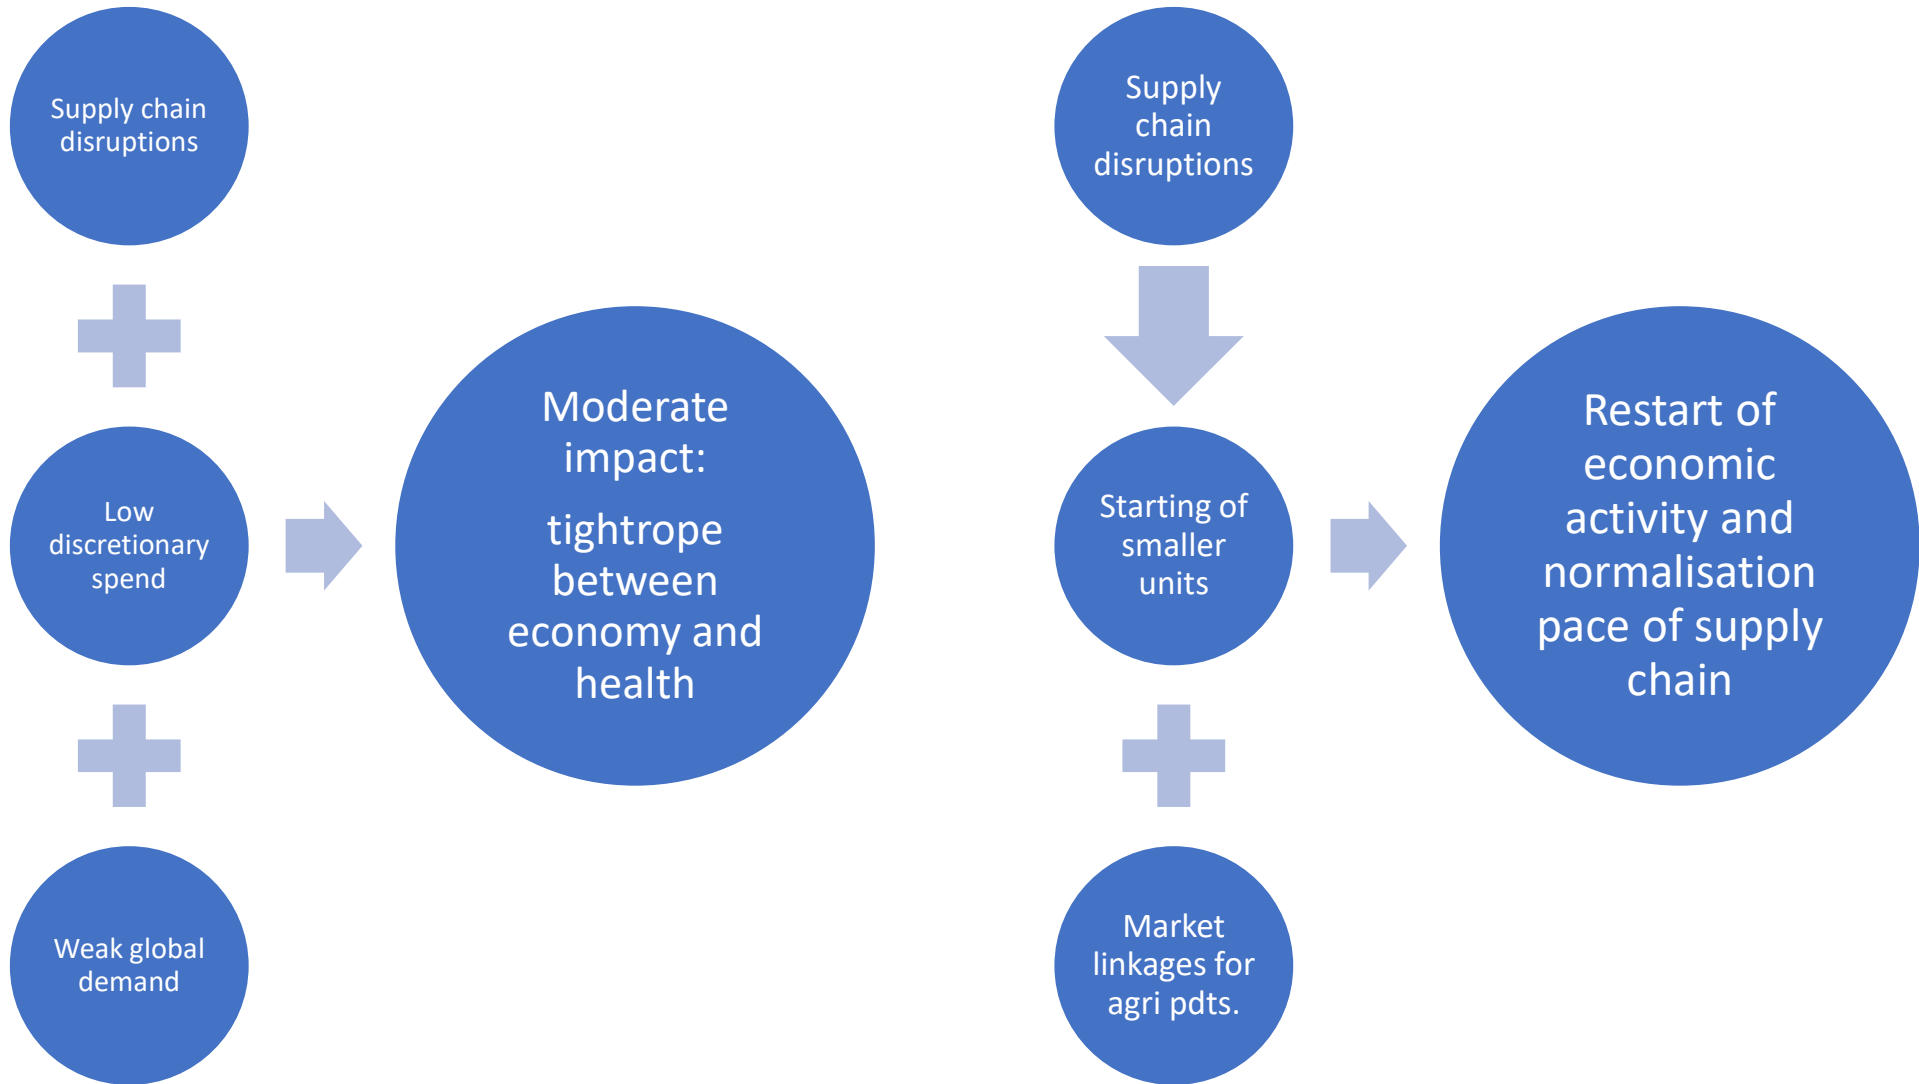 Supply chain
disruptions
Low
discretionary
spend
Weak global
demand
Moderate
impact:
tightrope
between
economy and
health
Supply
chain
disruptions
Starting of
smaller
units
Market
linkages for
agri pdts.
Restart of
economic
activity and
normalisation
pace of supply
chain